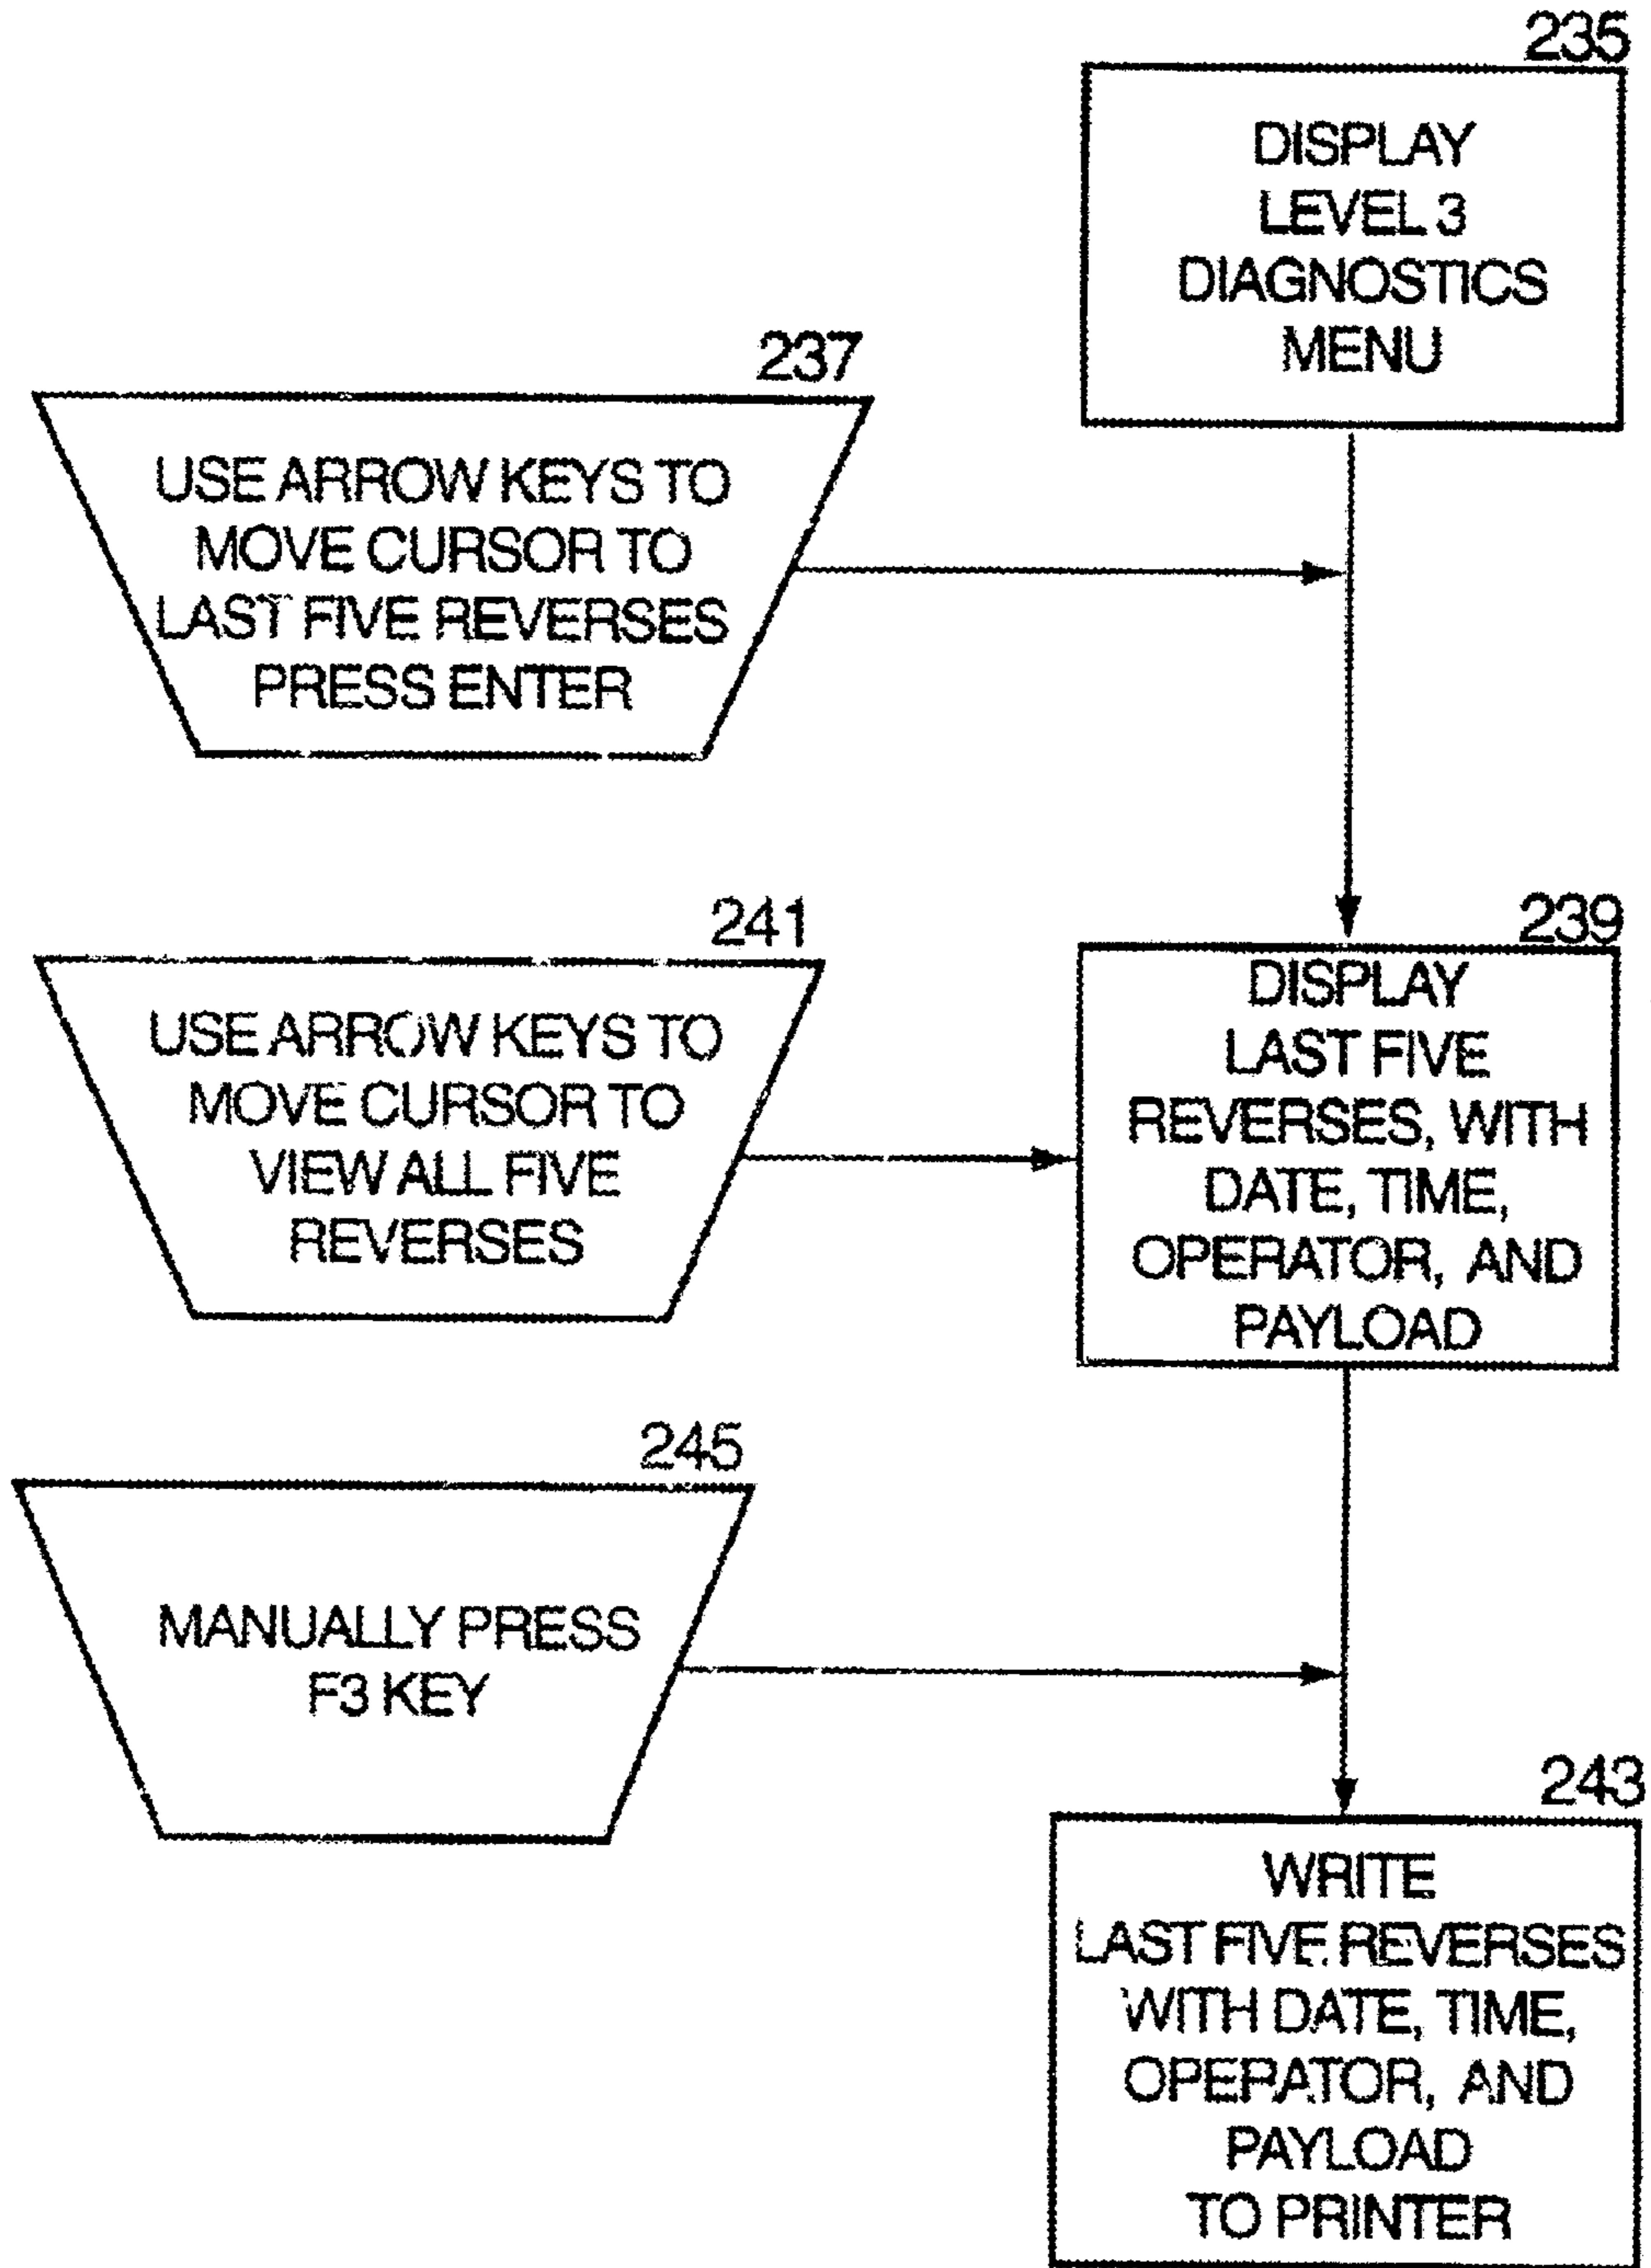 235
DISPLAY
LEVEL 3
DIAGNOSTICS
MENU
237
USE ARROW KEYS TO
MOVE CURSOR TO
LAST FIVE REVERSES
PRESS ENTER
241
USE ARROW KEYS TO
MOVE CURSOR TO
VIEW ALL FIVE
REVERSES
239
DISPLAY
LAST FIVE
REVERSES, WITH
DATE, TIME,
OPERATOR, AND
PAYLOAD
245
MANUALLY PRESS
F3 KEY
243
WRITE
LAST FIVE REVERSES
WITH DATE, TIME,
OPERATOR, AND
PAYLOAD
TO PRINTER